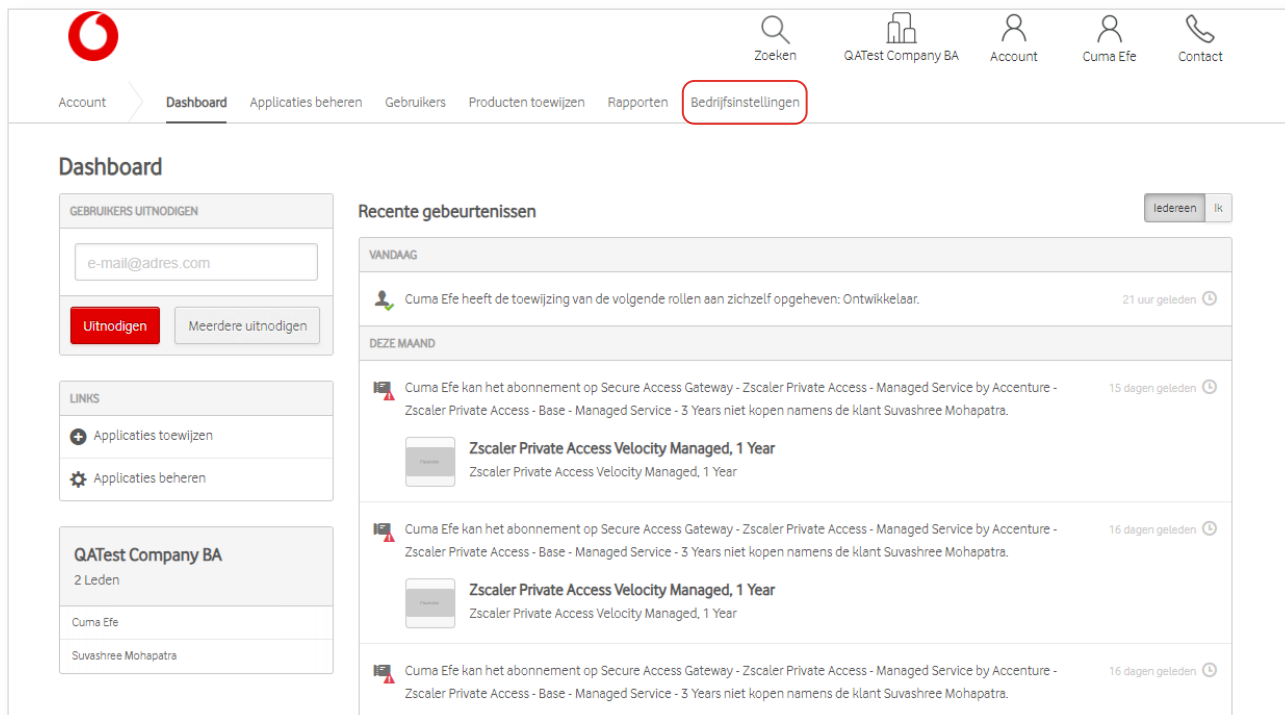 Zoeken
QATest Company BA
Account
Cuma Efe
Contact
Account
Dashboard
Applicaties beheren
Gebruikers
Producten toewijzen
Rapporten
Bedrijfsinstellingen
Dashboard
GEBRUIKERS UITNODIGEN
e-mail@adres.com
Uitnodigen
Meerdere uitnodigen
LINKS
Applicaties toewijzen
Applicaties beheren
QATest Company BA
2 Leden
Cuma Efe
Suvashree Mohapatra
Recente gebeurtenissen
Iedereen
Ik
VANDAAG
Cuma Efe heeft de toewijzing van de volgende rollen aan zichzelf opgeheven: Ontwikkelaar.
21 uur geleden
DEZE MAAND
Cuma Efe kan het abonnement op Secure Access Gateway - Zscaler Private Access - Managed Service by Accenture -
Zscaler Private Access - Base - Managed Service - 3 Years niet kopen namens de klant Suvashree Mohapatra.
15 dagen geleden
Zscaler Private Access Velocity Managed, 1 Year
Zscaler Private Access Velocity Managed, 1 Year
Cuma Efe kan het abonnement op Secure Access Gateway - Zscaler Private Access - Managed Service by Accenture -
Zscaler Private Access - Base - Managed Service - 3 Years niet kopen namens de klant Suvashree Mohapatra.
16 dagen geleden
Zscaler Private Access Velocity Managed, 1 Year
Zscaler Private Access Velocity Managed, 1 Year
Cuma Efe kan het abonnement op Secure Access Gateway - Zscaler Private Access - Managed Service by Accenture -
Zscaler Private Access - Base - Managed Service - 3 Years niet kopen namens de klant Suvashree Mohapatra.
16 dagen geleden